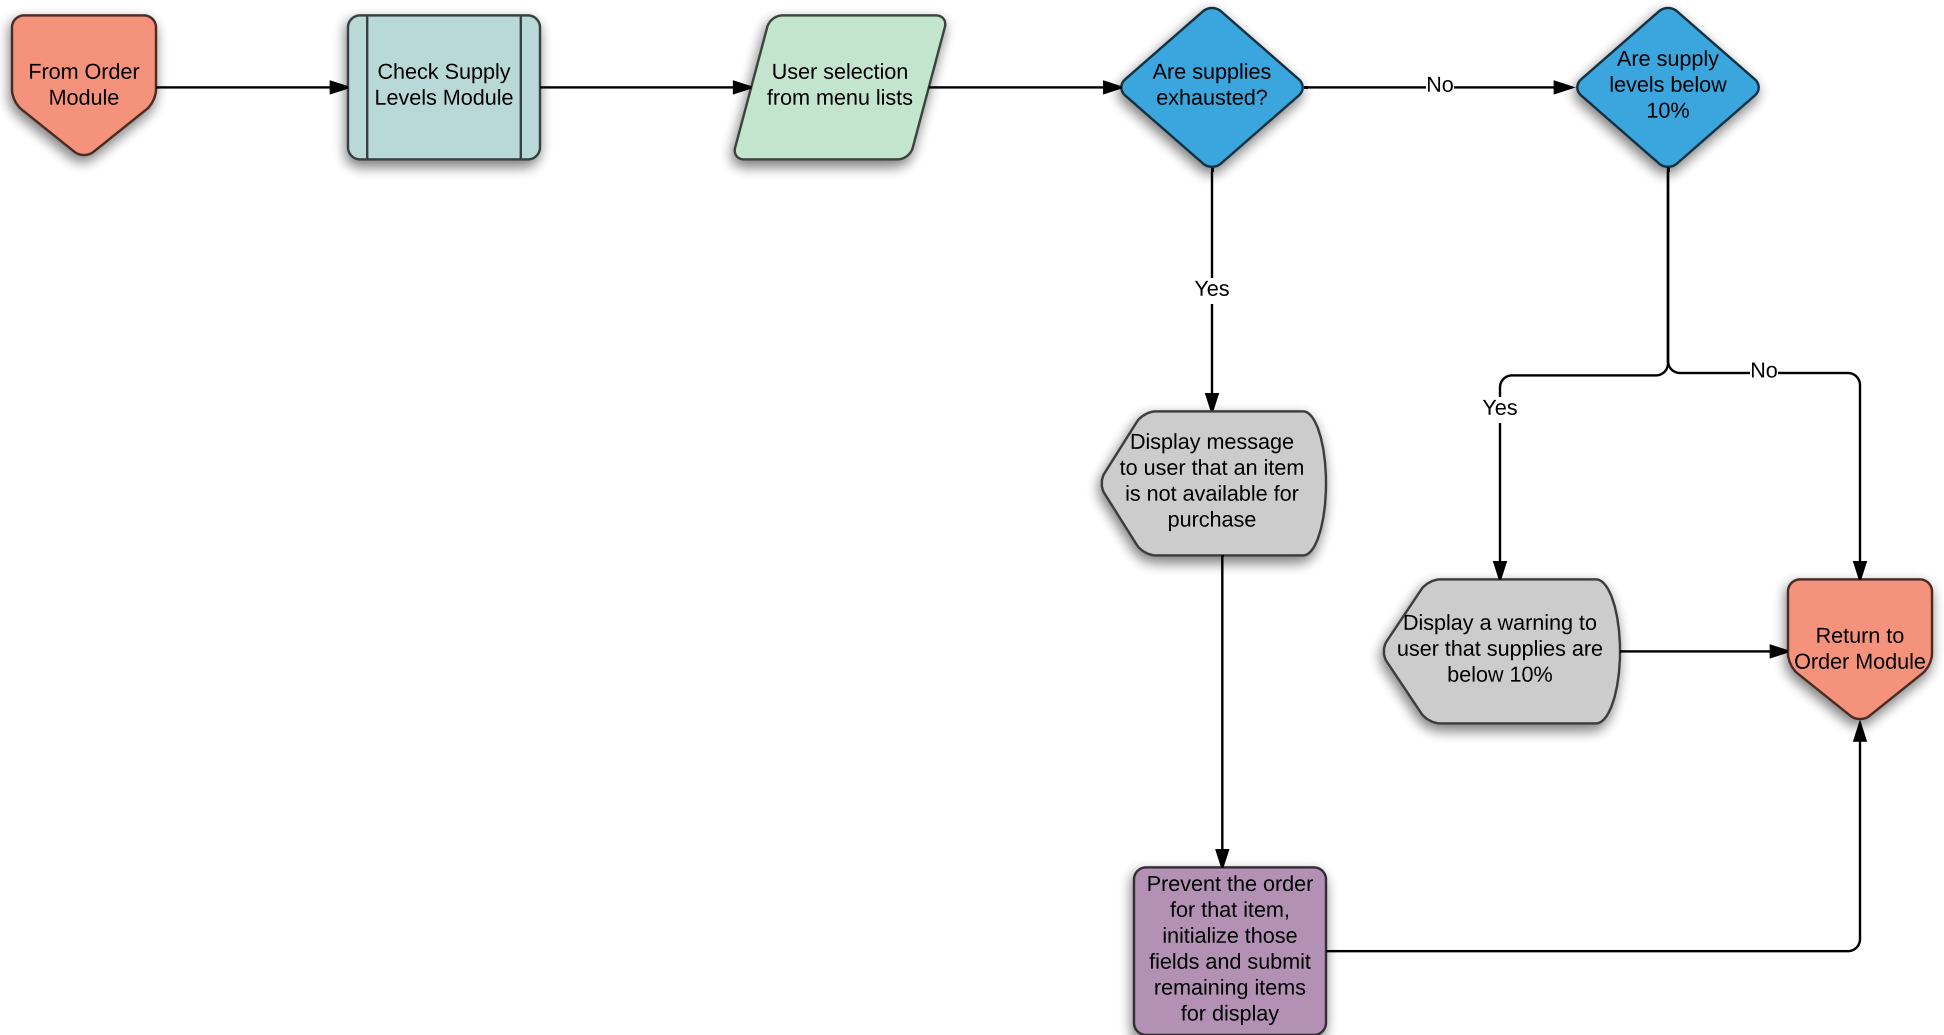 From Order
Module
Check Supply
Levels Module
User selection
from menu lists
Are supplies
exhausted?
No
Are supply
levels below
10%
Yes
No
Yes
Display message
to user that an item
is not available for
purchase
Display a warning to
user that supplies are
below 10%
Return to
Order Module
Prevent the order
for that item,
initialize those
fields and submit
remaining items
for display